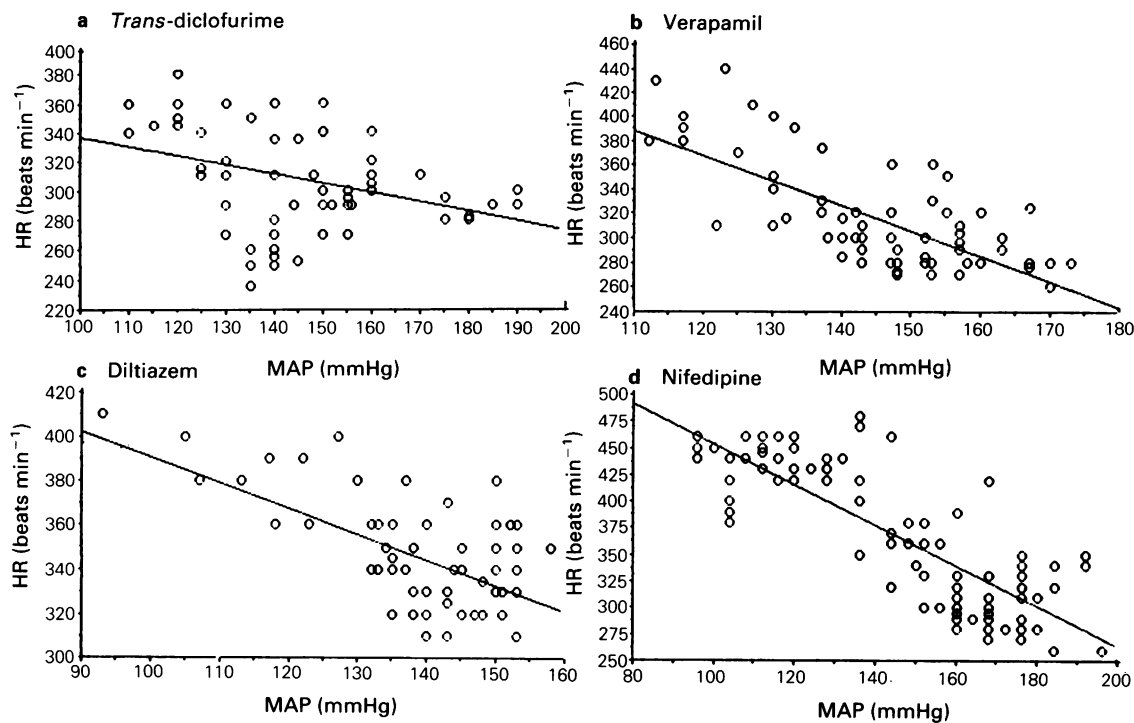 a Trans-diclofurime
HR (beats min⁻¹)
400
360
340
320
300
280
260
240
220
100 110 120 130 140 150 160 170 180 190 200
MAP (mmHg)
b Verapamil
HR (beats min⁻¹)
460
440
420
400
380
360
340
320
300
280
260
240
110 120 130 140 150 160 170 180
MAP (mmHg)
c Diltiazem
HR (beats min⁻¹)
420
400
380
360
340
320
300
90 100 110 120 130 140 150 160
MAP (mmHg)
d Nifedipine
HR (beats min⁻¹)
500
475
450
425
400
375
350
325
300
275
250
80 100 120 140 160 180 200
MAP (mmHg)